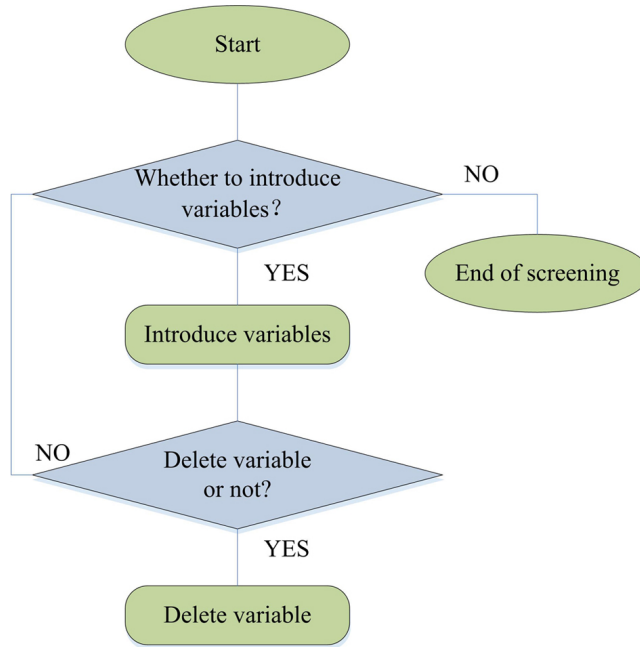 Start
Whether to introduce
variables?
NO
End of screening
YES
Introduce variables
NO
Delete variable
or not?
YES
Delete variable